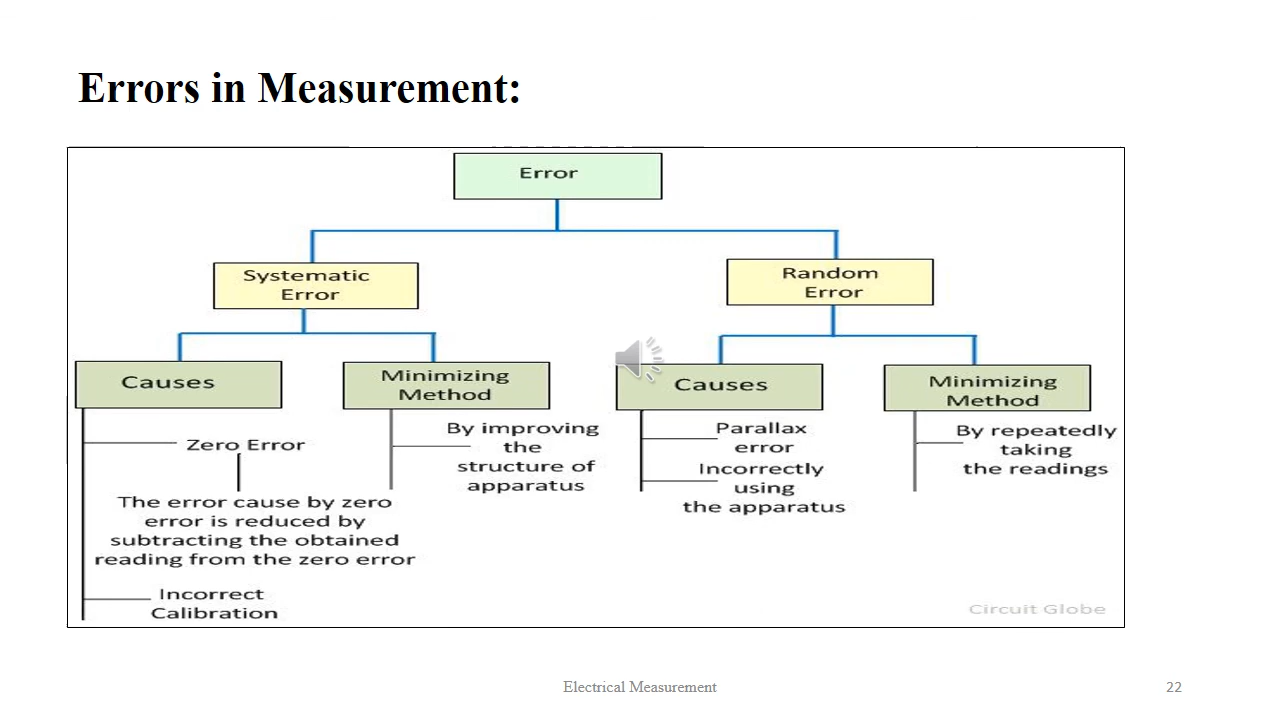 Errors in Measurement:
Error
Systematic
Error
Random
Error
Causes
Minimizing
Method
Causes
Minimizing
Method
Zero Error
The error cause by zero
error is reduced by
subtracting the obtained
reading from the zero error
Incorrect
Calibration
By improving
the
structure of
apparatus
Parallax
error
Incorrectly
using
the apparatus
By repeatedly
taking
the readings
Circuit Globe
Electrical Measurement
22